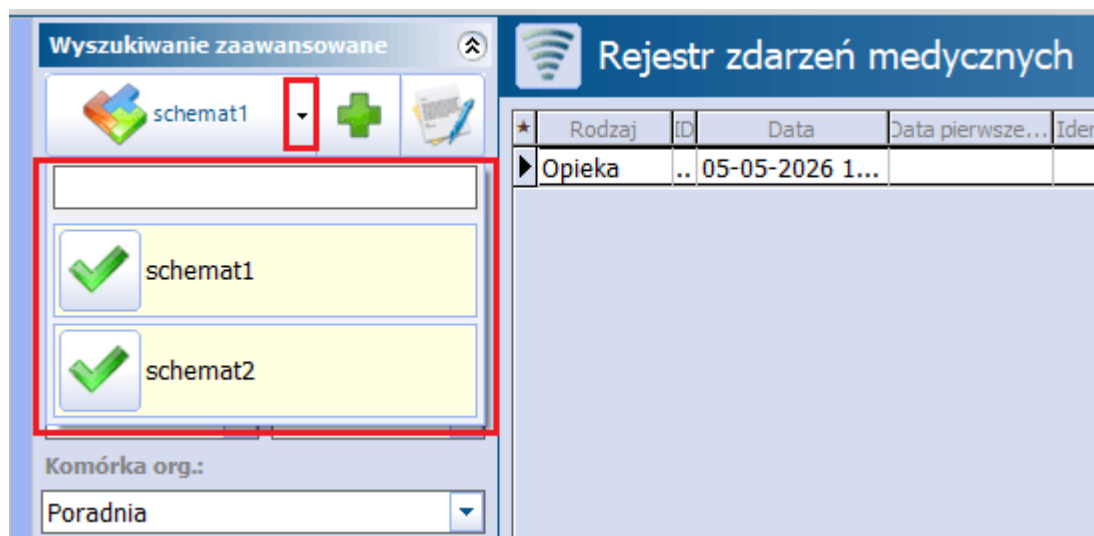 Wyszukiwanie zaawansowane
schemat1
schemat1
schemat2
Komórka org.:
Poradnia
Rejestr zdarzeń medycznych
* Rodzaj ID Data Data pierwsze... Iden
Opieka .. 05-05-2026 1...